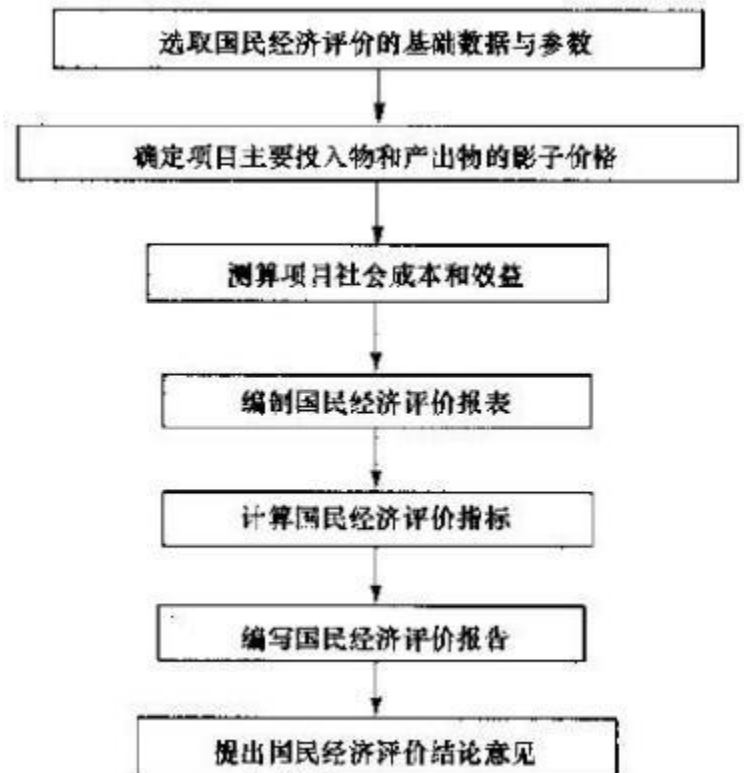 选取国民经济评价的基础数据与参数
确定项目主要投入物和产出物的影子价格
测算项目社会成本和效益
编制国民经济评价报表
计算国民经济评价指标
编写国民经济评价报告
提出国民经济评价结论意见